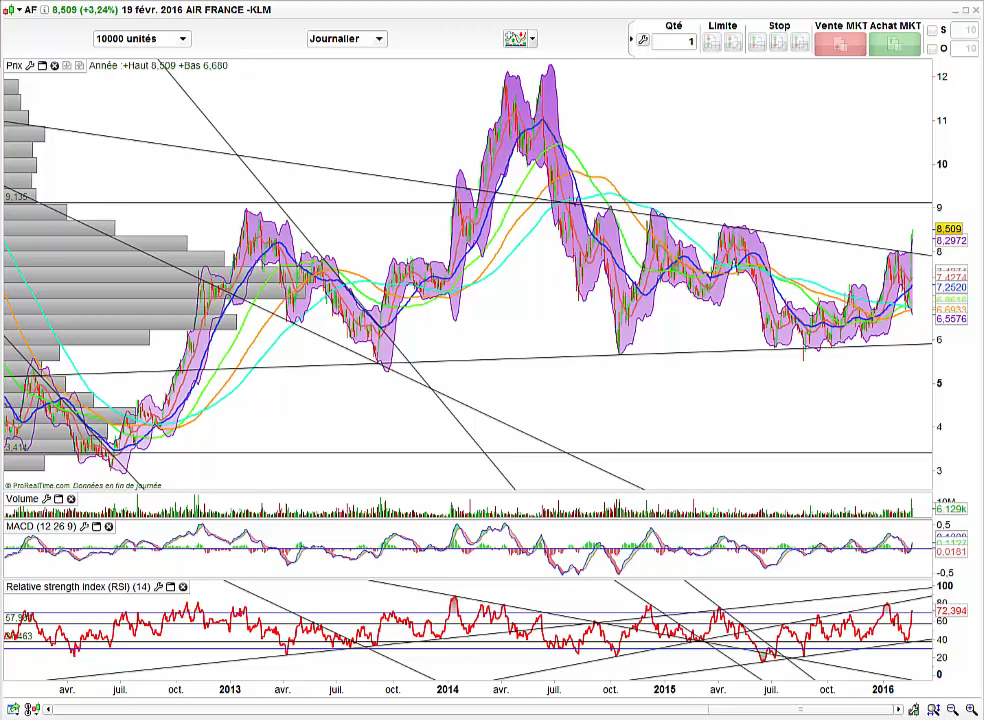 AF 8,509 (+3,24%) 19 févr. 2016 AIR FRANCE -KLM
10000 unités
Journalier
Qté
1
Limite
Stop
Vente MKT
Achat MKT
S 10
O 10
Prix
Année :+Haut 8,509 +Bas 6,680
12
11
10
9
8,509
8.2972
8
7.4274
7.2620
6.6933
6.5576
6
5
4
3
9.135
3.414
© ProRealTime.com Données en fin de journée
Volume
6.129k
MACD (12 26 9)
0.5
0.0181
-0.5
Relative strength index (RSI) (14)
100
80
72,394
60
40
20
0
avr.
juil.
oct.
2013
avr.
juil.
oct.
2014
avr.
juil.
oct.
2015
avr.
juil.
oct.
2016